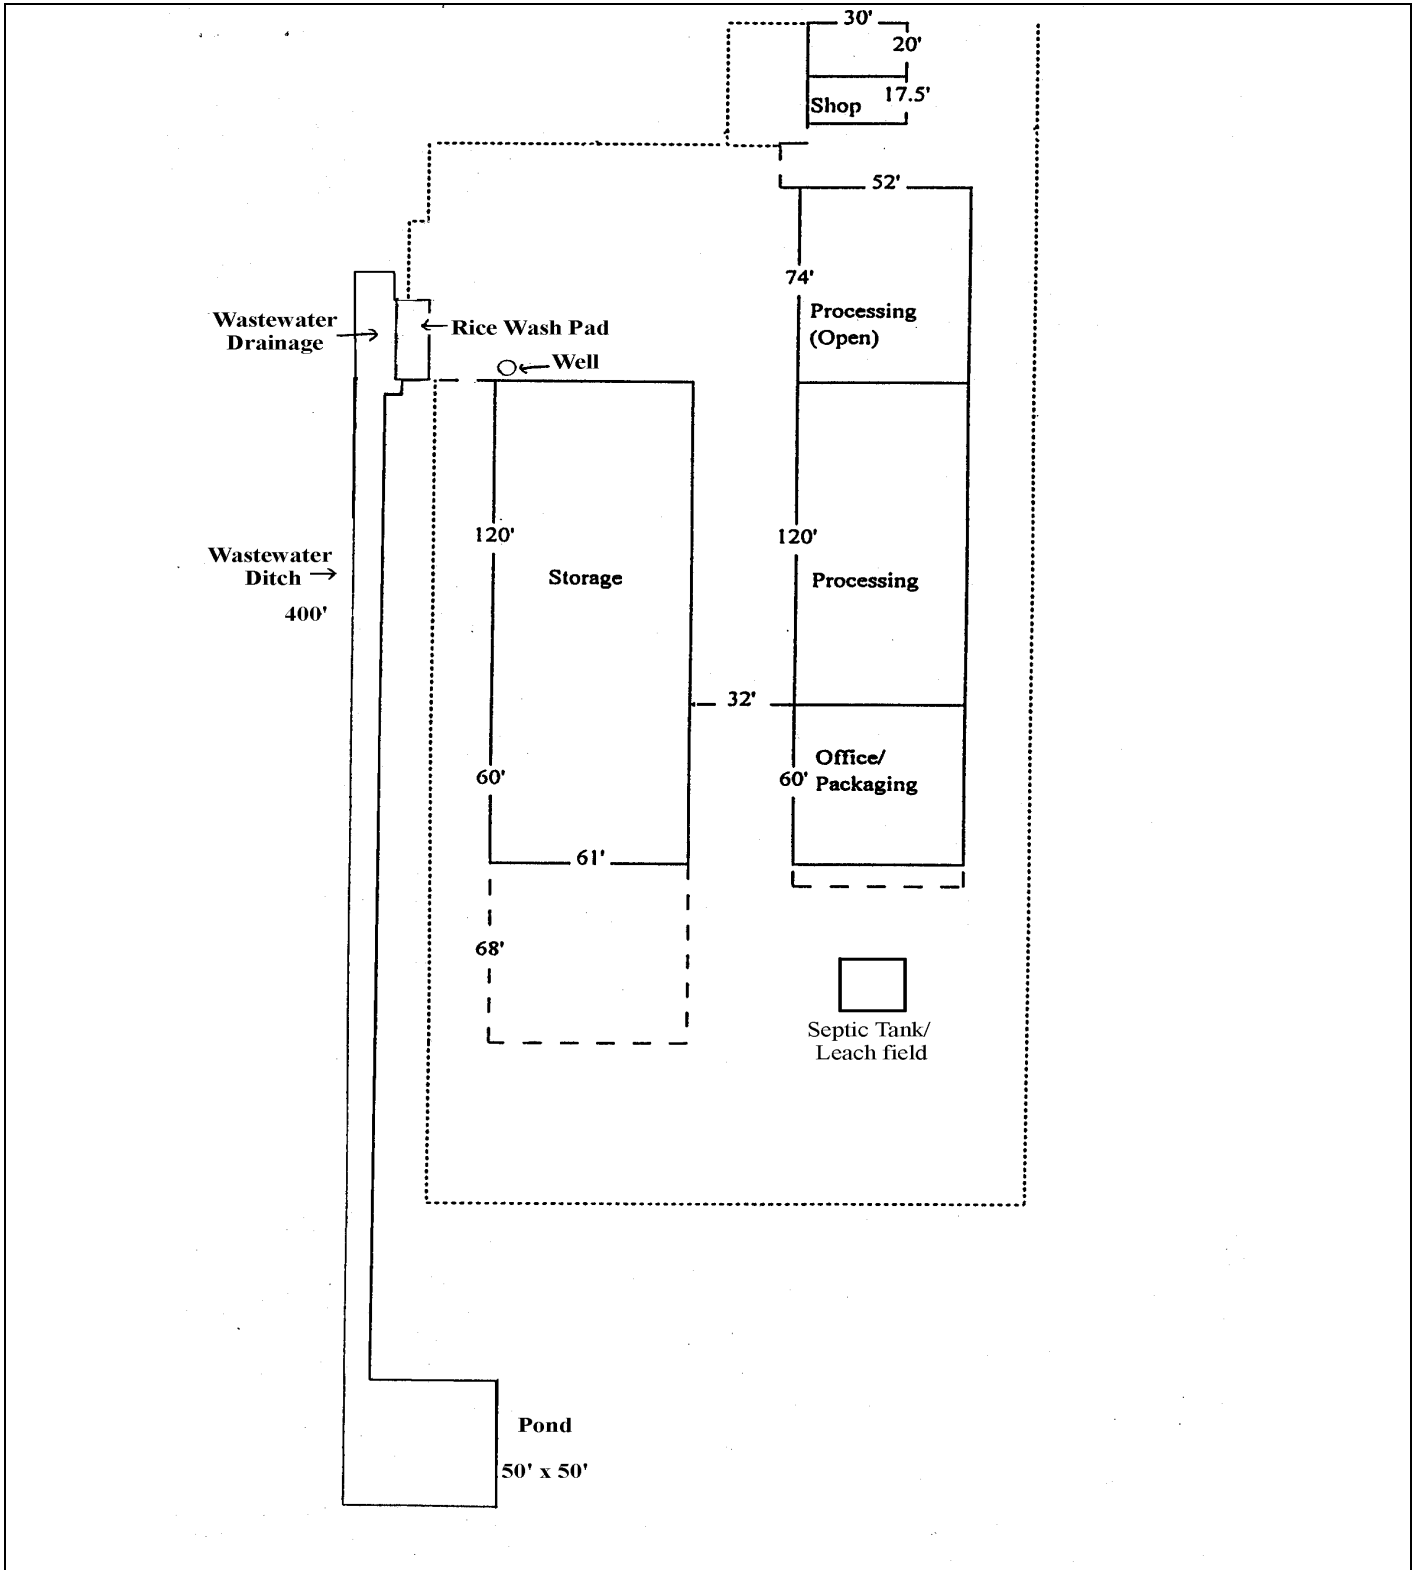 30'
20'
17.5'
Shop
52'
74'
Processing
(Open)
Wastewater
Drainage
Rice Wash Pad
Well
120'
120'
Wastewater
Ditch
400'
Storage
Processing
32'
60'
60'
Office/
Packaging
61'
68'
Septic Tank/
Leach field
Pond
50' x 50'